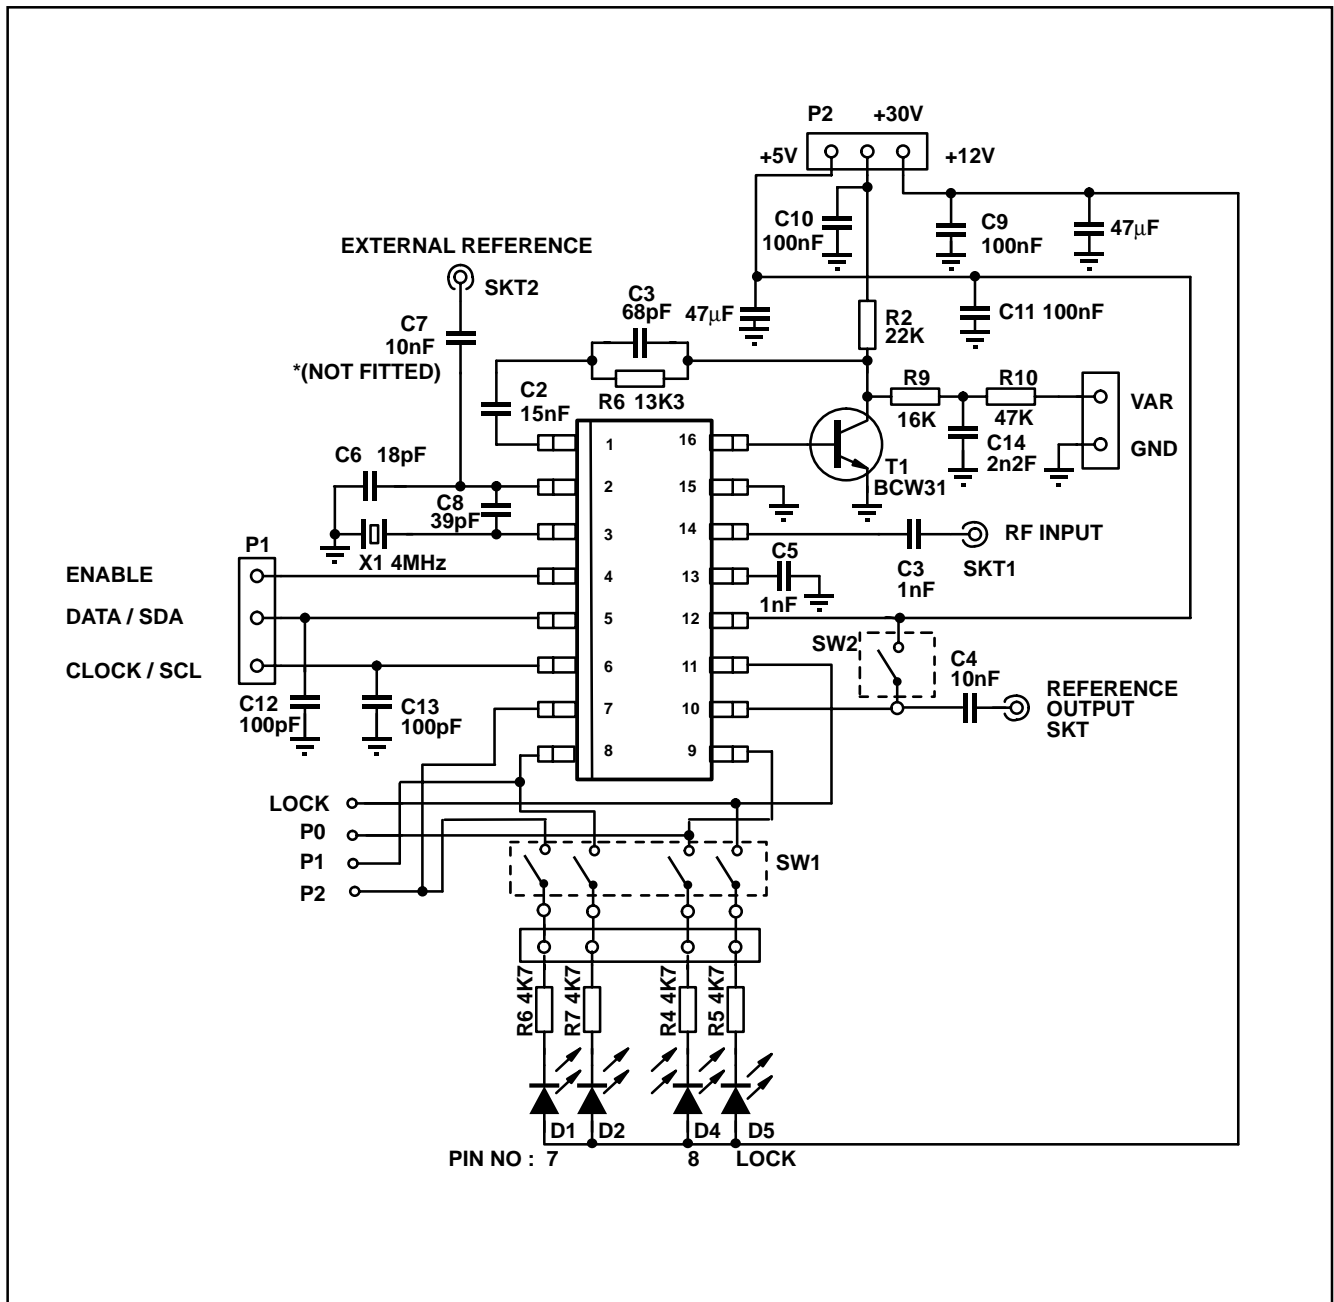 P2 +30V
+5V +12V
C10
100nF
C9
100nF
47µF
EXTERNAL REFERENCE
SKT2
C3
68pF
47µF
R2
22K
C11 100nF
C7
10nF
*(NOT FITTED)
R6 13K3
C2
15nF
R9
16K
R10
47K
VAR
GND
C14
2n2F
T1
BCW31
C6 18pF
C8
39pF
X1 4MHz
1
2
3
4
5
6
7
8
16
15
14
13
12
11
10
9
RF INPUT
SKT1
C3
1nF
C5
1nF
P1
ENABLE
DATA / SDA
CLOCK / SCL
C12
100pF
C13
100pF
SW2
C4
10nF
REFERENCE
OUTPUT
SKT
LOCK
P0
P1
P2
SW1
R6 4K7
R7 4K7
R4 4K7
R5 4K7
D1 D2 D4 D5
PIN NO : 7 8 LOCK